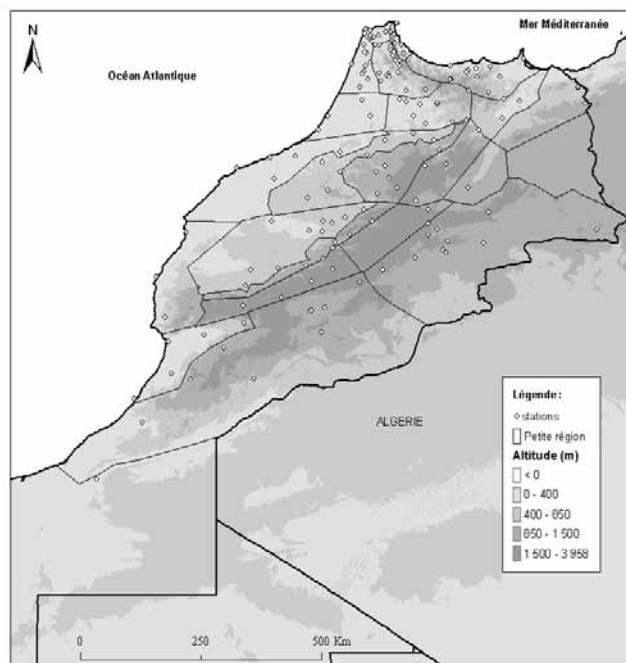 Mer Méditerranée
N
Océan Atlantique
ALGERIE
Légende :
stations
Petite région
Altitude (m)
< 0
0 - 400
400 - 850
850 - 1 500
1 500 - 3 958
0 250 500 Km